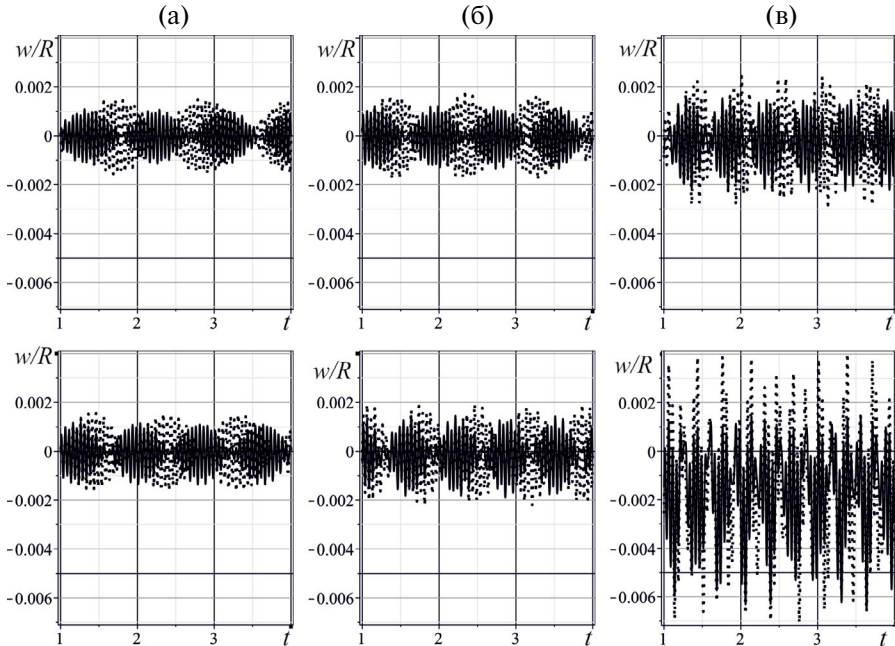 (а) (б) (в)
w/R w/R w/R
0.002 0.002 0.002
0 0 0
-0.002 -0.002 -0.002
-0.004 -0.004 -0.004
-0.006 -0.006 -0.006
1 2 3 t 1 2 3 t 1 2 3 t
w/R w/R w/R
0.002 0.002 0.002
0 0 0
-0.002 -0.002 -0.002
-0.004 -0.004 -0.004
-0.006 -0.006 -0.006
1 2 3 t 1 2 3 t 1 2 3 t